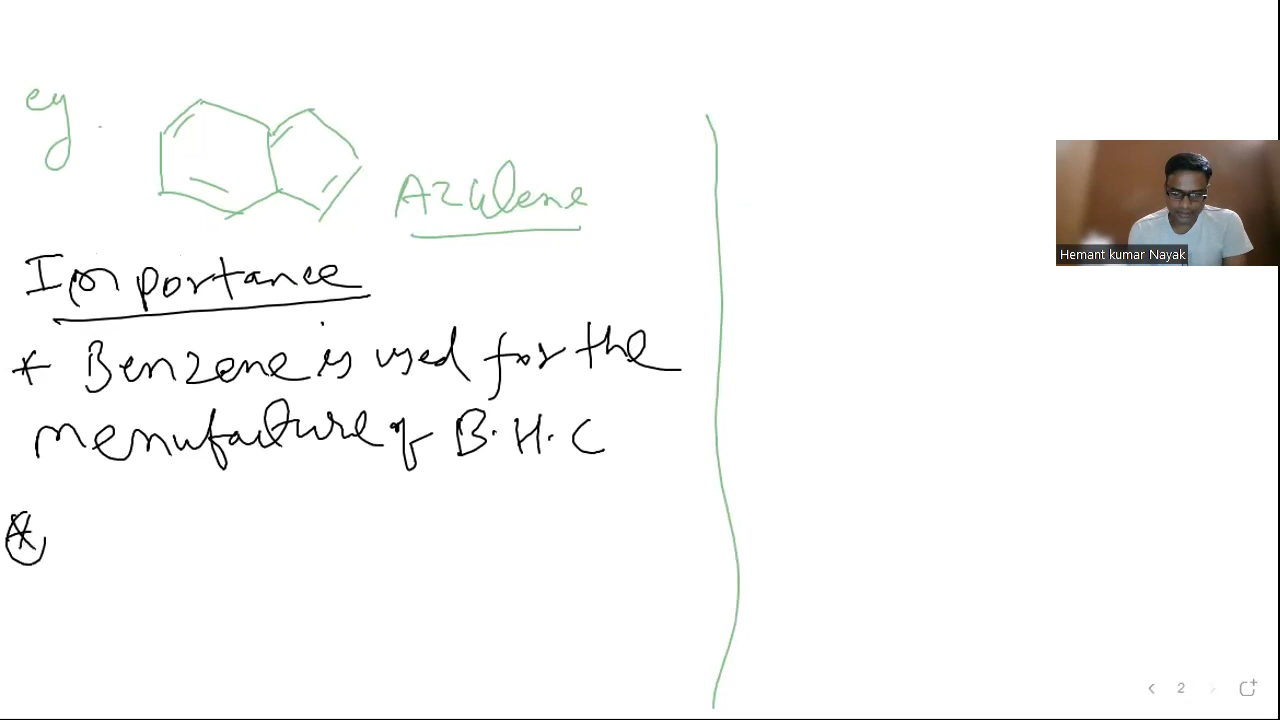 eg.
Azulene
Importance
* Benzene is used for the
menufacture of B.H.C
*
Hemant kumar Nayak
2